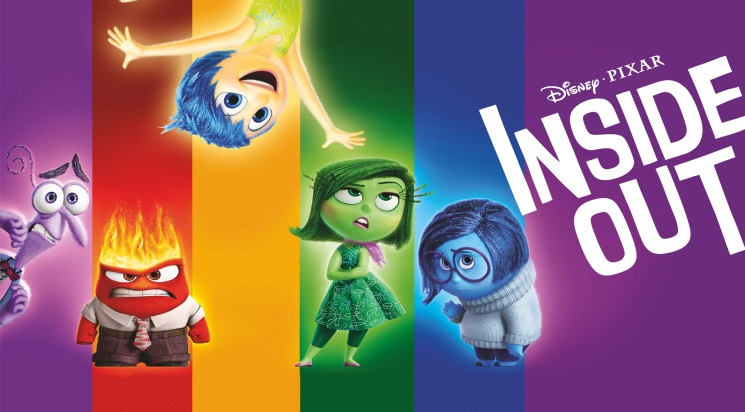 Disney · PIXAR
INSIDE
OUT